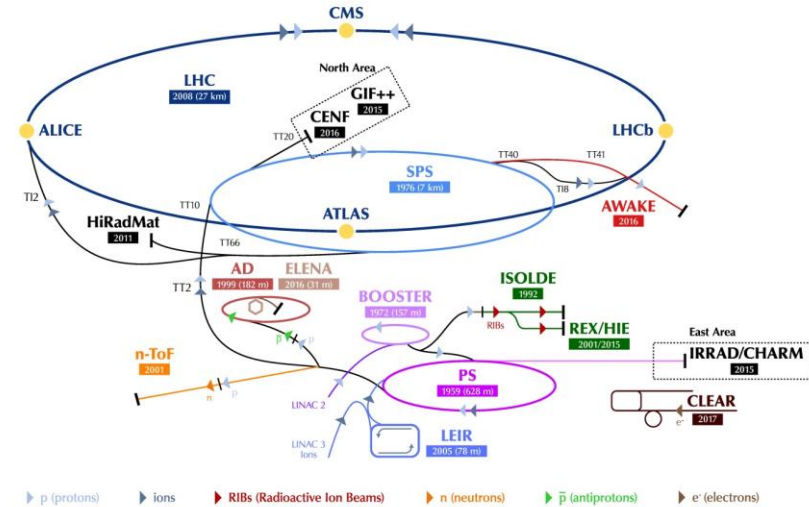 CMS
North Area
LHC
2008 (27 km)
GIF++
2015
CENF
2016
ALICE
LHCb
TT20
TT40
TT41
SPS
1976 (7 km)
TI2
TT10
TI8
HiRadMat
2011
ATLAS
AWAKE
2016
TT66
AD
1999 (182 m)
ELENA
2016 (31 m)
TT2
ISOLDE
1992
BOOSTER
1972 (157 m)
RIBs
REX/HIE
2001/2015
East Area
p̅
p
n-ToF
2001
IRRAD/CHARM
2015
PS
1959 (628 m)
n
p
LINAC 2
CLEAR
2017
e-
LINAC 3
Ions
LEIR
2005 (78 m)
p (protons)
ions
RIBs (Radioactive Ion Beams)
n (neutrons)
p̅ (antiprotons)
e- (electrons)